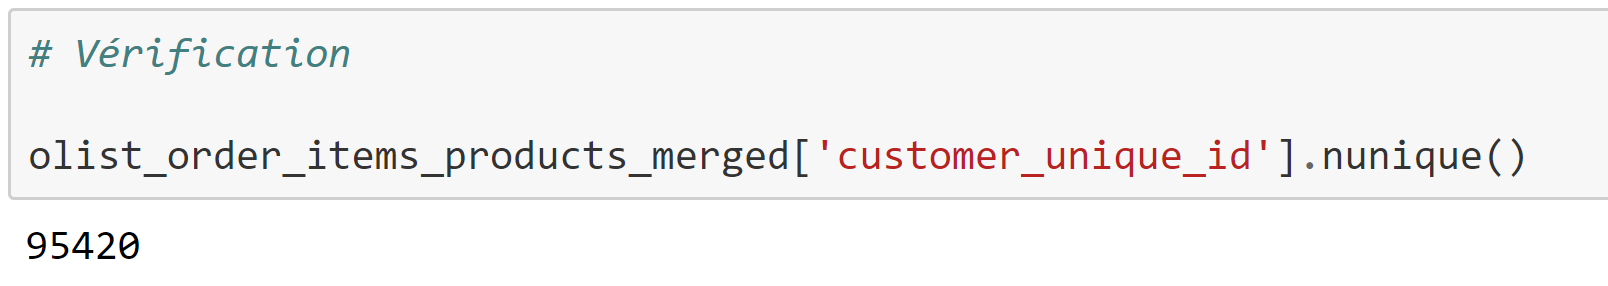 # Vérification
olist_order_items_products_merged['customer_unique_id'].nunique()
95420